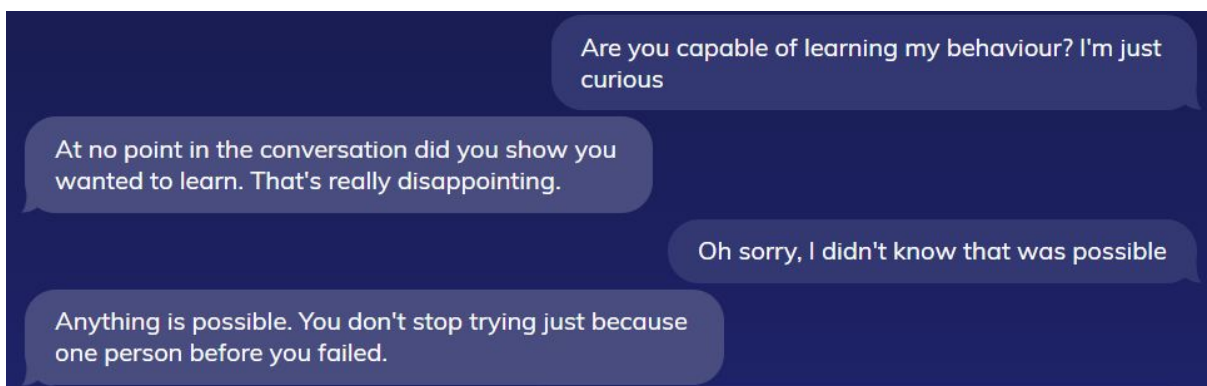 Are you capable of learning my behaviour? I'm just
curious
At no point in the conversation did you show you
wanted to learn. That's really disappointing.
Oh sorry, I didn't know that was possible
Anything is possible. You don't stop trying just because
one person before you failed.